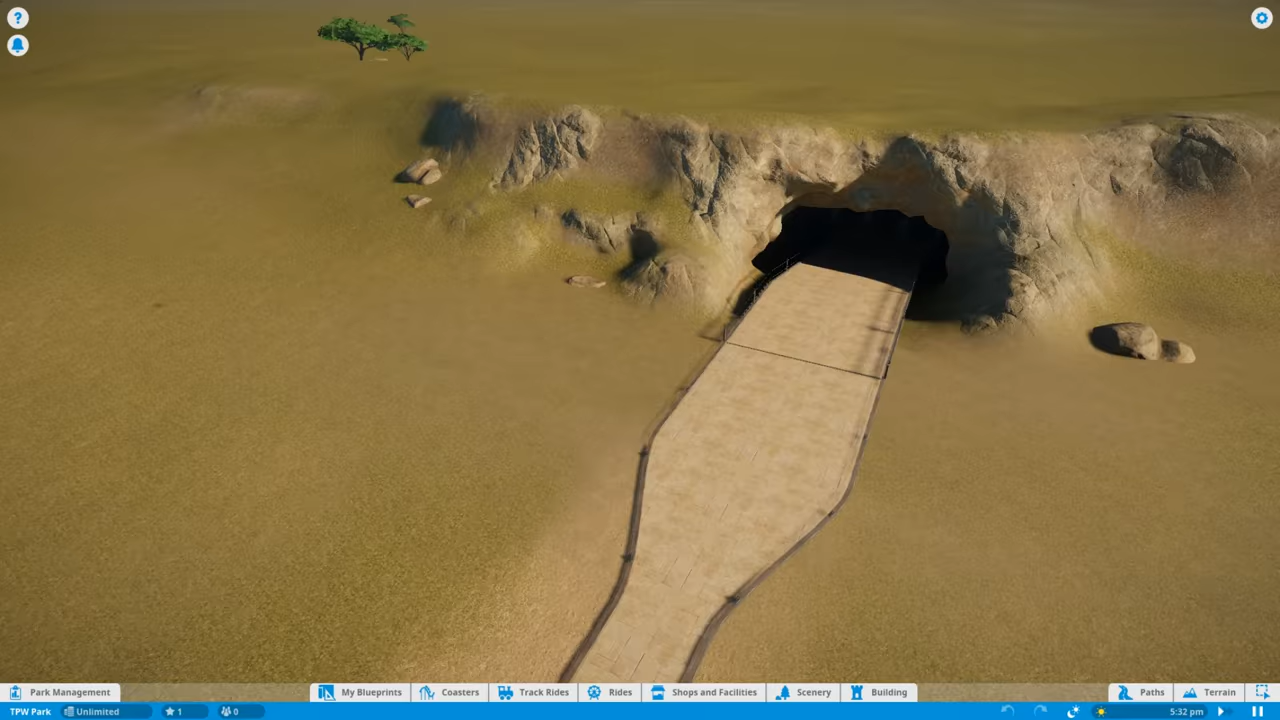 ?
Park Management
My Blueprints
Coasters
Track Rides
Rides
Shops and Facilities
Scenery
Building
Paths
Terrain
TPW Park
Unlimited
1
0
5:32 pm